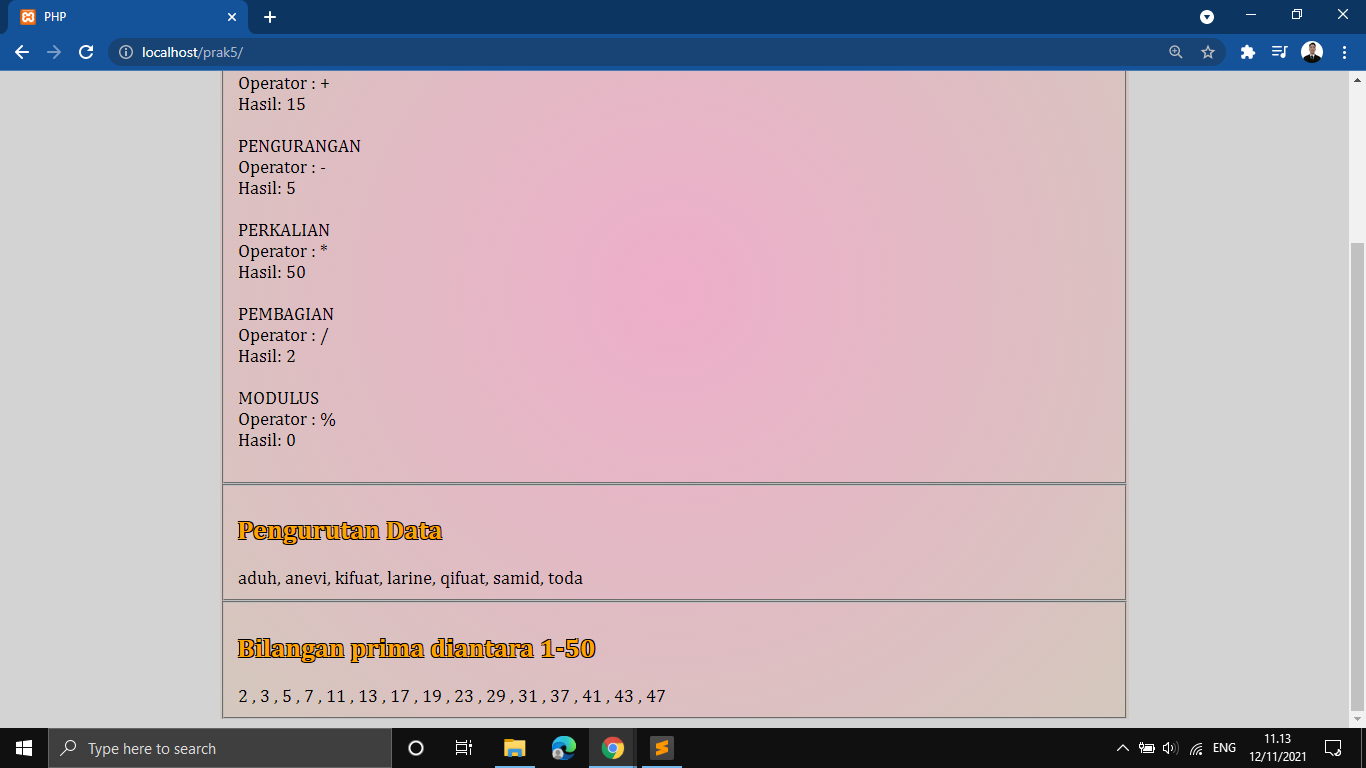 PHP
localhost/prak5/
Operator : +
Hasil: 15
PENGURANGAN
Operator : -
Hasil: 5
PERKALIAN
Operator : *
Hasil: 50
PEMBAGIAN
Operator : /
Hasil: 2
MODULUS
Operator : %
Hasil: 0
Pengurutan Data
aduh, anevi, kifuat, larine, qifuat, samid, toda
Bilangan prima diantara 1-50
2 , 3 , 5 , 7 , 11 , 13 , 17 , 19 , 23 , 29 , 31 , 37 , 41 , 43 , 47
Type here to search
ENG
11.13
12/11/2021